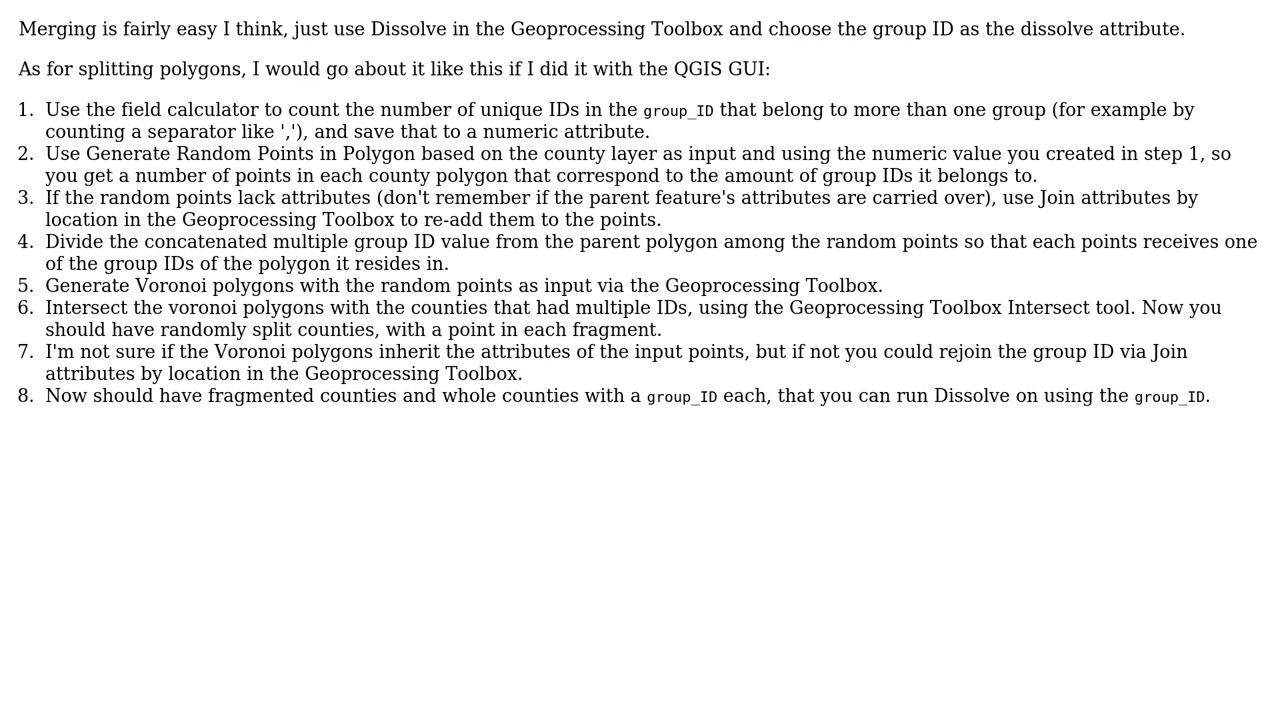 Merging is fairly easy I think, just use Dissolve in the Geoprocessing Toolbox and choose the group ID as the dissolve attribute.
As for splitting polygons, I would go about it like this if I did it with the QGIS GUI:
1. Use the field calculator to count the number of unique IDs in the group_ID that belong to more than one group (for example by
counting a separator like ','), and save that to a numeric attribute.
2. Use Generate Random Points in Polygon based on the county layer as input and using the numeric value you created in step 1, so
you get a number of points in each county polygon that correspond to the amount of group IDs it belongs to.
3. If the random points lack attributes (don't remember if the parent feature's attributes are carried over), use Join attributes by
location in the Geoprocessing Toolbox to re-add them to the points.
4. Divide the concatenated multiple group ID value from the parent polygon among the random points so that each points receives one
of the group IDs of the polygon it resides in.
5. Generate Voronoi polygons with the random points as input via the Geoprocessing Toolbox.
6. Intersect the voronoi polygons with the counties that had multiple IDs, using the Geoprocessing Toolbox Intersect tool. Now you
should have randomly split counties, with a point in each fragment.
7. I'm not sure if the Voronoi polygons inherit the attributes of the input points, but if not you could rejoin the group ID via Join
attributes by location in the Geoprocessing Toolbox.
8. Now should have fragmented counties and whole counties with a group_ID each, that you can run Dissolve on using the group_ID.